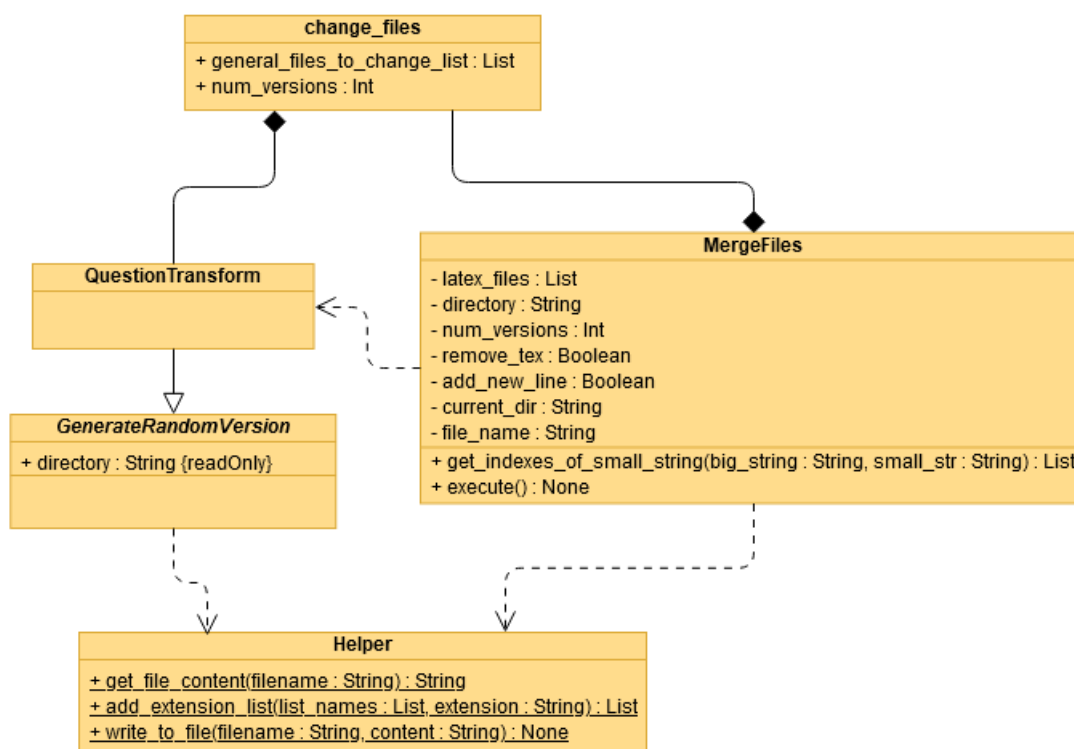 change_files
+ general_files_to_change_list : List
+ num_versions : Int
QuestionTransform
MergeFiles
- latex_files : List
- directory : String
- num_versions : Int
- remove_tex : Boolean
- add_new_line : Boolean
- current_dir : String
- file_name : String
+ get_indexes_of_small_string(big_string : String, small_str : String) : List
+ execute() : None
GenerateRandomVersion
+ directory : String {readOnly}
Helper
+ get_file_content(filename : String) : String
+ add_extension_list(list_names : List, extension : String) : List
+ write_to_file(filename : String, content : String) : None